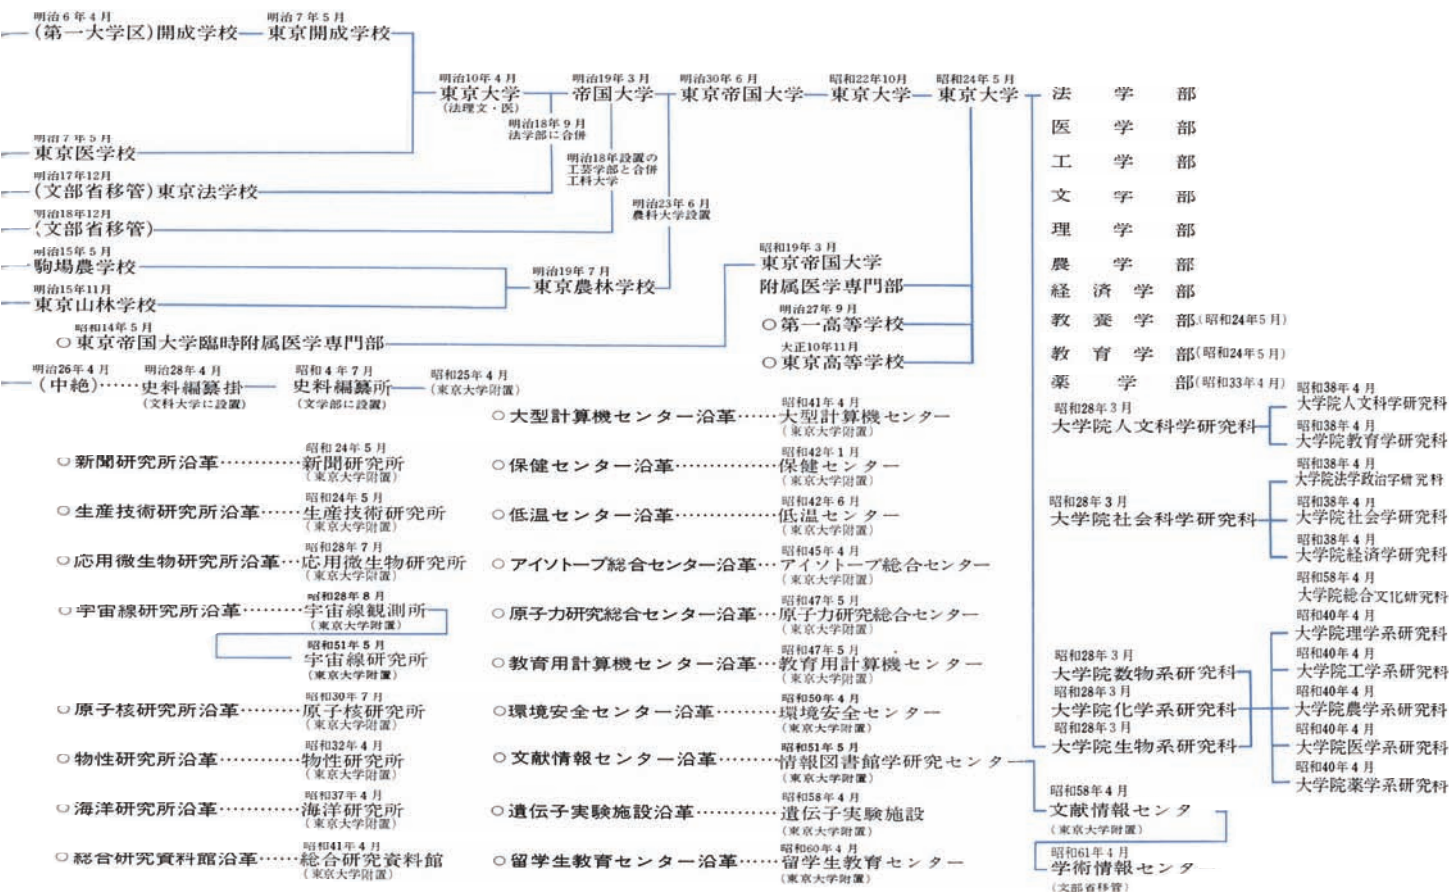 明治6年4月
(第一大学区)開成学校
明治7年5月
東京開成学校
明治10年4月
東京大学
(法理文・医)
明治18年9月
法学部に合併
明治19年3月
帝国大学
明治18年設置の
工芸学部と合併
工科大学
明治23年6月
農科大学設置
明治30年6月
東京帝国大学
昭和22年10月
東京大学
昭和24年5月
東京大学
明治7年5月
東京医学校
明治17年12月
(文部省移管)東京法学校
明治18年12月
(文部省移管)
明治15年5月
駒場農学校
明治15年11月
東京山林学校
明治19年7月
東京農林学校
昭和14年5月
○東京帝国大学臨時附属医学専門部
昭和19年3月
東京帝国大学
附属医学専門部
明治27年9月
○第一高等学校
大正10年11月
○東京高等学校
明治26年4月
(中絶)……
明治28年4月
史料編纂掛
(文科大学に設置)
昭和4年7月
史料編纂所
(文学部に設置)
昭和25年4月
(東京大学附置)
法学部
医学部
工学部
文学部
理学部
農学部
経済学部
教養学部(昭和24年5月)
教育学部(昭和24年5月)
薬学部(昭和33年4月)
昭和24年5月
○新聞研究所沿革…………新聞研究所
(東京大学附置)
昭和24年5月
○生産技術研究所沿革……生産技術研究所
(東京大学附置)
昭和28年7月
○応用微生物研究所沿革…応用微生物研究所
(東京大学附置)
昭和28年8月
○宇宙線研究所沿革………宇宙線観測所
(東京大学附置)
昭和51年5月
宇宙線研究所
(東京大学附置)
昭和30年7月
○原子核研究所沿革………原子核研究所
(東京大学附置)
昭和32年4月
○物性研究所沿革…………物性研究所
(東京大学附置)
昭和37年4月
○海洋研究所沿革…………海洋研究所
(東京大学附置)
昭和41年4月
○総合研究資料館沿革……総合研究資料館
(東京大学附置)
昭和41年4月
○大型計算機センター沿革……大型計算機センター
(東京大学附置)
昭和42年1月
○保健センター沿革……………保健センター
(東京大学附置)
昭和42年6月
○低温センター沿革……………低温センター
(東京大学附置)
昭和45年4月
○アイソトープ総合センター沿革…アイソトープ総合センター
(東京大学附置)
昭和47年5月
○原子力研究総合センター沿革…原子力研究総合センター
(東京大学附置)
昭和47年5月
○教育用計算機センター沿革…教育用計算機センター
(東京大学附置)
昭和50年4月
○環境安全センター沿革………環境安全センター
(東京大学附置)
昭和51年5月
○文献情報センター沿革………情報図書館学研究センター
(東京大学附置)
昭和58年4月
○遺伝子実験施設沿革…………遺伝子実験施設
(東京大学附置)
昭和60年4月
○留学生教育センター沿革……留学生教育センター
(東京大学附置)
昭和28年3月
大学院人文科学研究科
昭和38年4月
大学院人文科学研究科
昭和38年4月
大学院教育学研究科
昭和28年3月
大学院社会科学研究科
昭和38年4月
大学院法学政治学研究科
昭和38年4月
大学院社会学研究科
昭和38年4月
大学院経済学研究科
昭和58年4月
大学院総合文化研究科
昭和28年3月
大学院数物系研究科
昭和28年3月
大学院化学系研究科
昭和28年3月
大学院生物系研究科
昭和40年4月
大学院理学系研究科
昭和40年4月
大学院工学系研究科
昭和40年4月
大学院農学系研究科
昭和40年4月
大学院医学系研究科
昭和40年4月
大学院薬学系研究科
昭和58年4月
文献情報センタ
(東京大学附置)
昭和61年4月
学術情報センタ
(文部省移管)